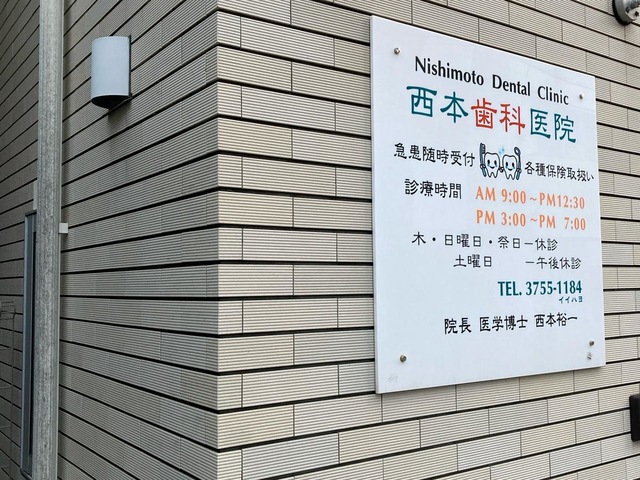 Nishimoto Dental Clinic
西本歯科医院
急患随時受付 各種保険取扱い
診療時間 AM 9:00~PM12:30
PM 3:00~PM 7:00
木・日曜日・祭日ー休診
土曜日 ー午後休診
TEL. 3755-1184
イイハヨ
院長 医学博士 西本裕一